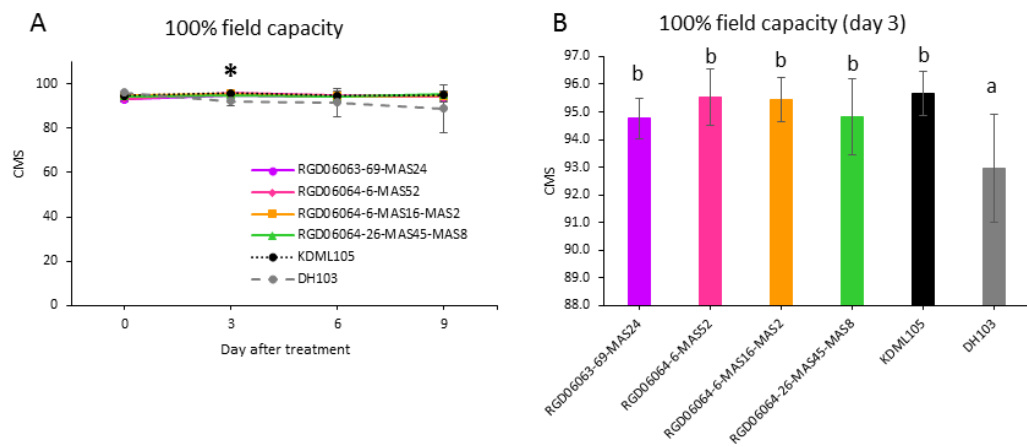 A
100% field capacity
*
100
80
60
40
20
0
CMS
RGD06063-69-MAS24
RGD06064-6-MAS52
RGD06064-6-MAS16-MAS2
RGD06064-26-MAS45-MAS8
KDML105
DH103
0 3 6 9
Day after treatment
B
100% field capacity (day 3)
97.0
96.0
95.0
94.0
93.0
92.0
91.0
90.0
89.0
88.0
CMS
b b b b b a
RGD06063-69-MAS24
RGD06064-6-MAS52
RGD06064-6-MAS16-MAS2
RGD06064-26-MAS45-MAS8
KDML105
DH103